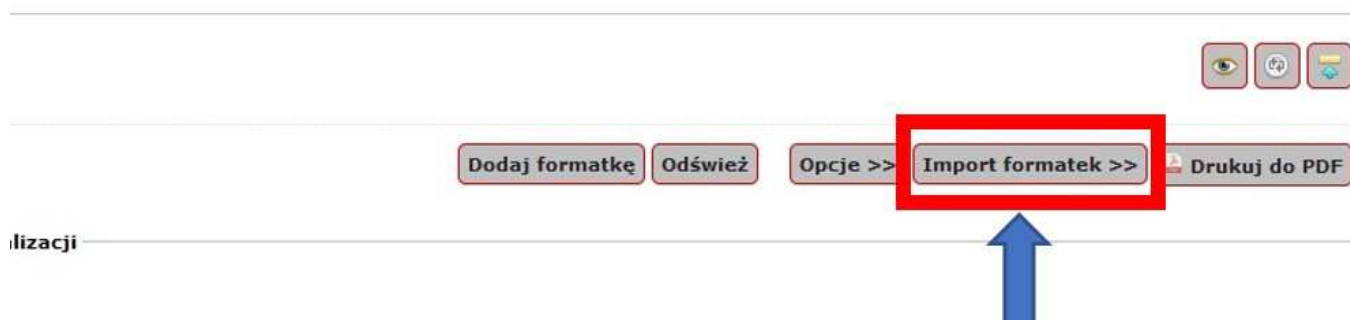 Dodaj formatkę Odśwież Opcje >> Import formatek >> Drukuj do PDF
lizacji